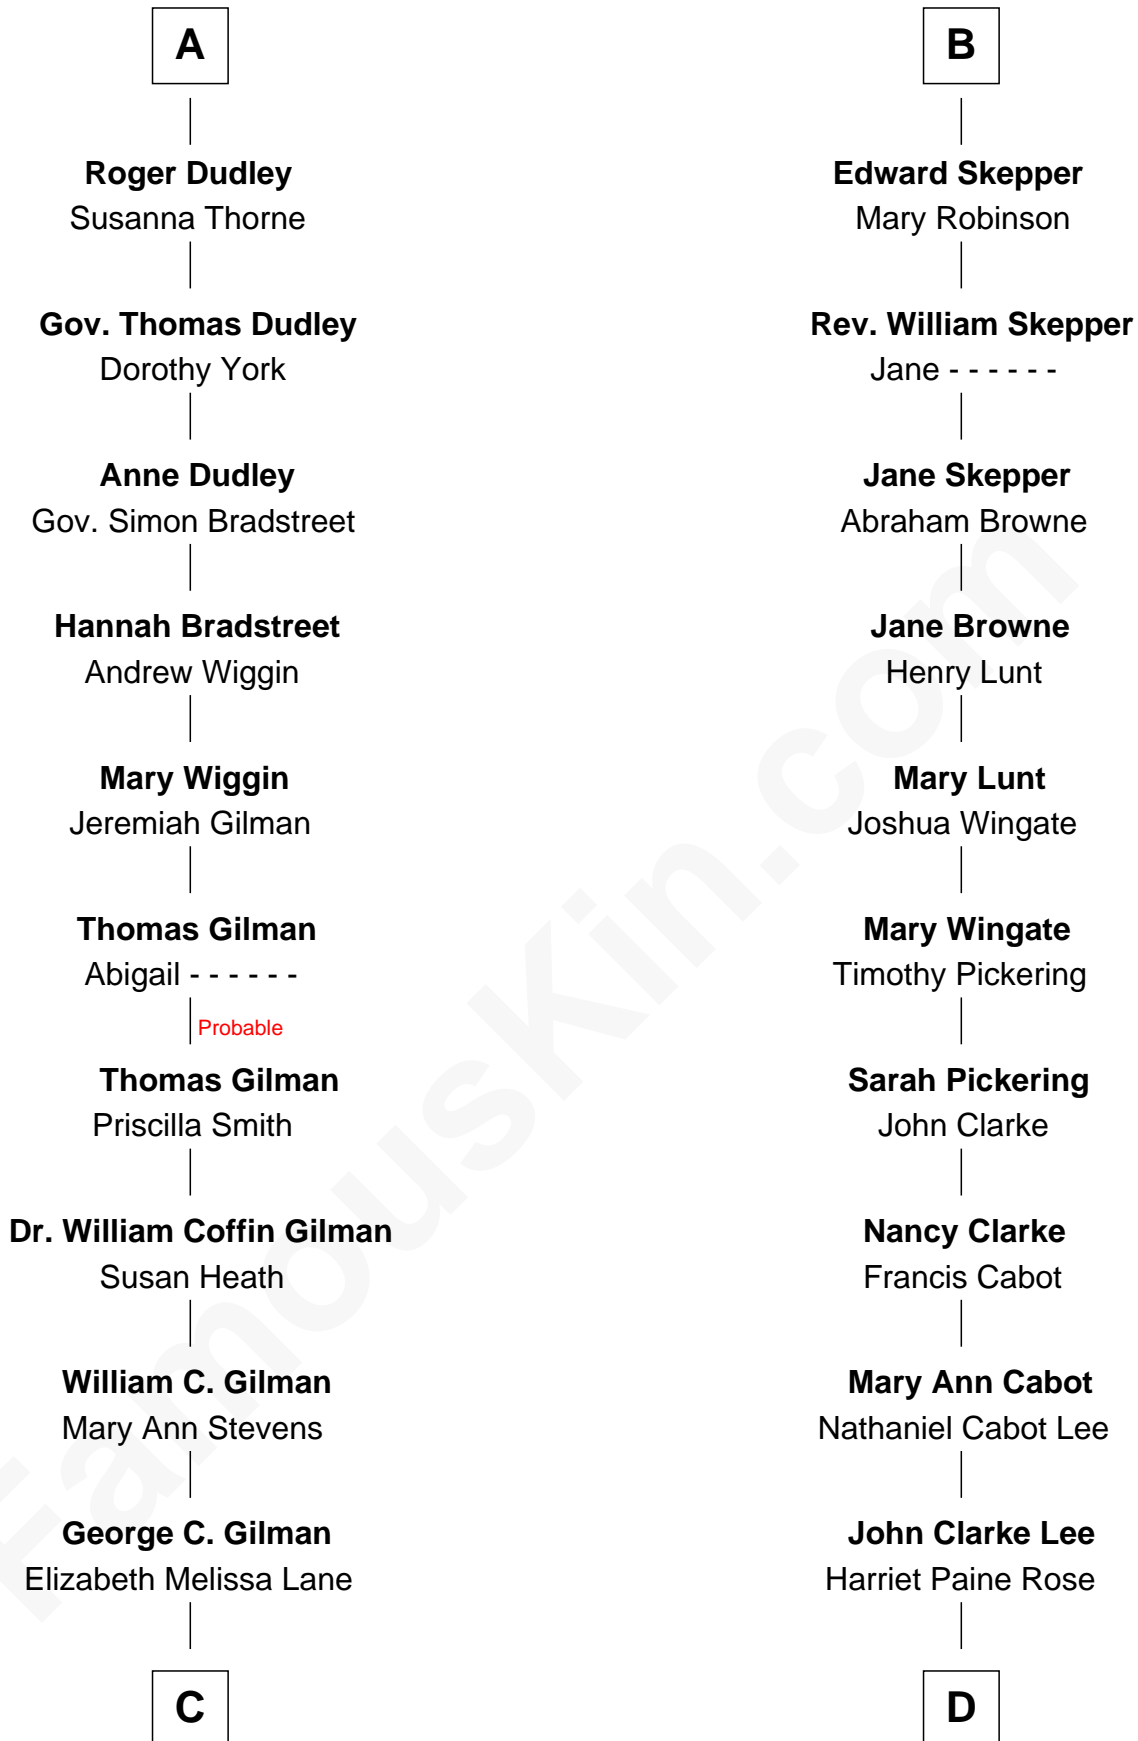 A
Roger Dudley
Susanna Thorne
Gov. Thomas Dudley
Dorothy York
Anne Dudley
Gov. Simon Bradstreet
Hannah Bradstreet
Andrew Wiggin
Mary Wiggin
Jeremiah Gilman
Thomas Gilman
Abigail - - - - - -
Probable
Thomas Gilman
Priscilla Smith
Dr. William Coffin Gilman
Susan Heath
William C. Gilman
Mary Ann Stevens
George C. Gilman
Elizabeth Melissa Lane
C
B
Edward Skepper
Mary Robinson
Rev. William Skepper
Jane - - - - - -
Jane Skepper
Abraham Browne
Jane Browne
Henry Lunt
Mary Lunt
Joshua Wingate
Mary Wingate
Timothy Pickering
Sarah Pickering
John Clarke
Nancy Clarke
Francis Cabot
Mary Ann Cabot
Nathaniel Cabot Lee
John Clarke Lee
Harriet Paine Rose
D
FamousKin.com